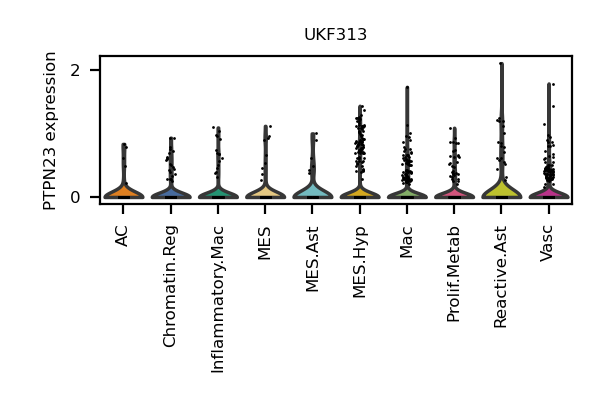 UKF313
PTPN23 expression
2
0
AC
Chromatin.Reg
Inflammatory.Mac
MES
MES.Ast
MES.Hyp
Mac
Prolif.Metab
Reactive.Ast
Vasc